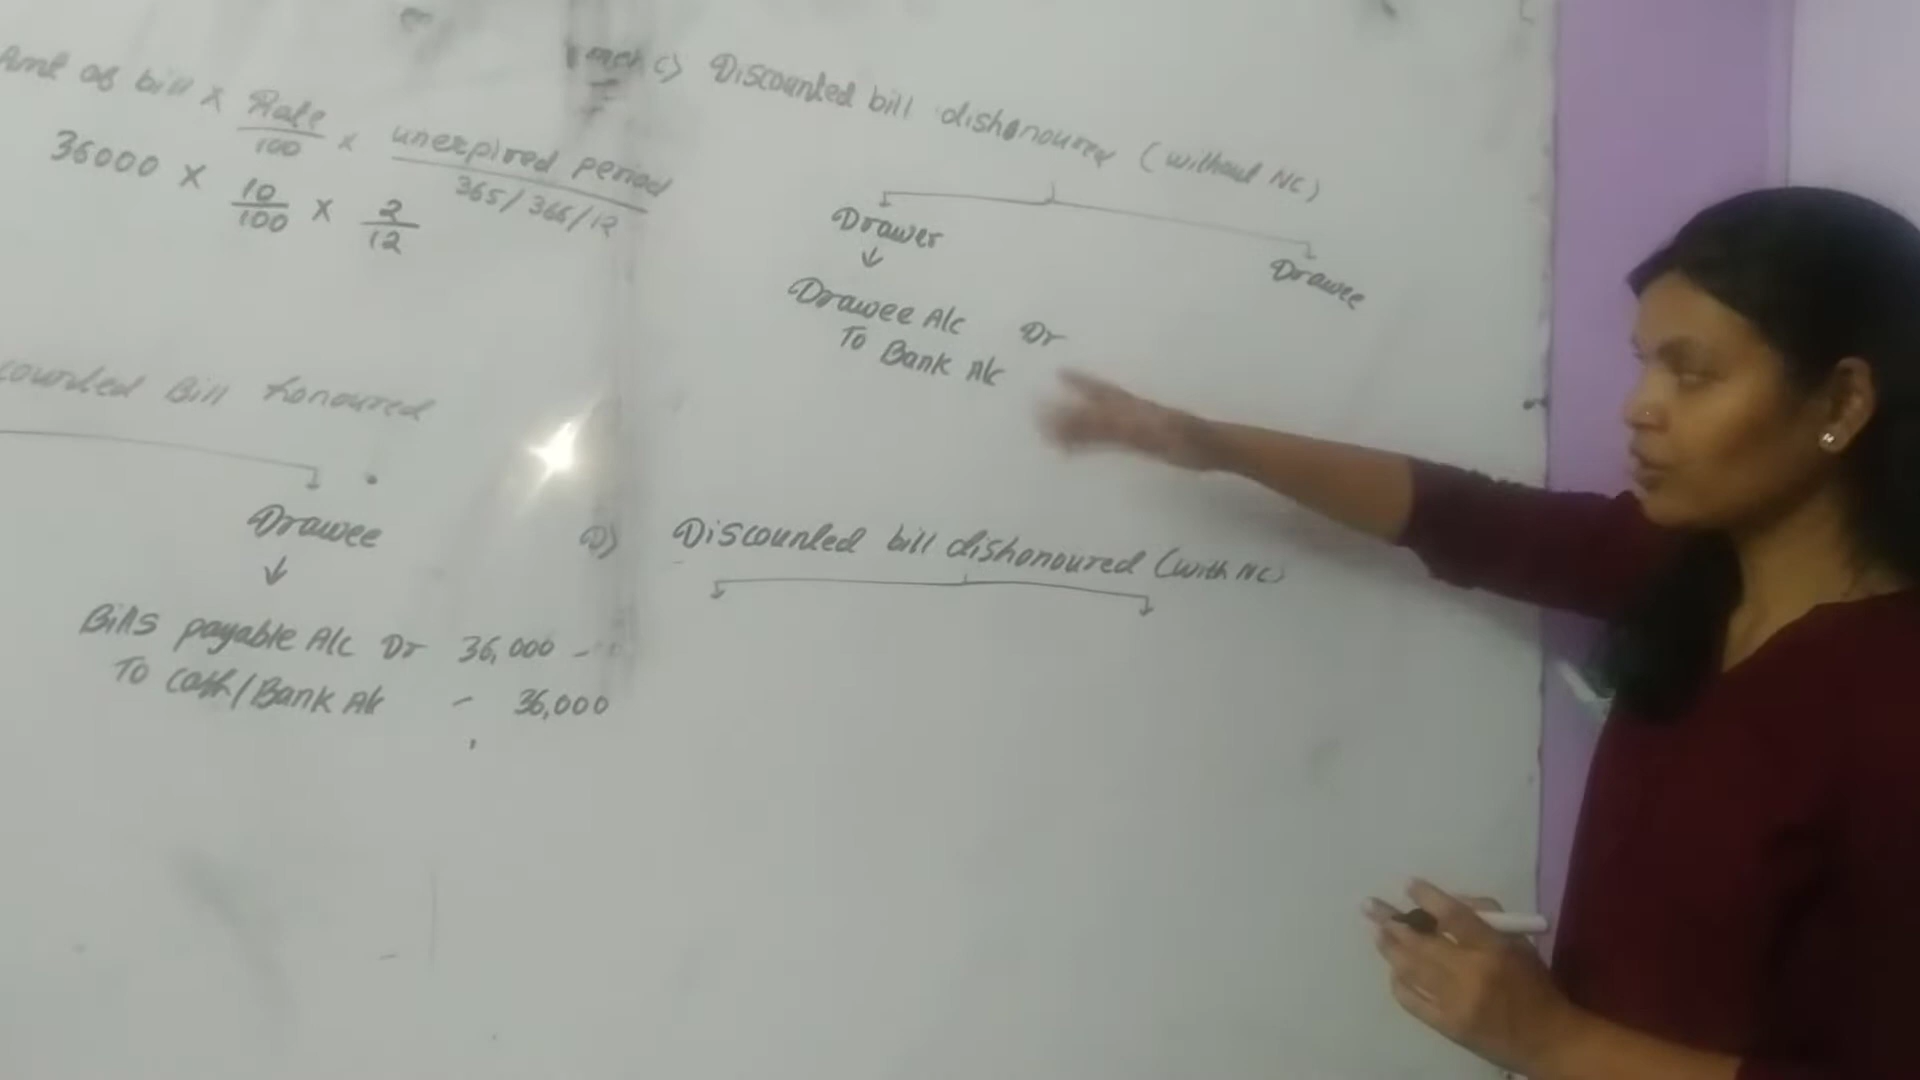 Amt of bill x Rate/100 x unexpired period/365/366/12
36000 x 10/100 x 2/12
counted Bill honoured
Drawee
Bills payable A/c Dr 36,000 -
To cash/Bank A/c - 36,000
c) Discounted bill dishonoured (without NC)
Drawer Drawee
Drawee A/c Dr
To Bank A/c
D) Discounted bill dishonoured (with NC)